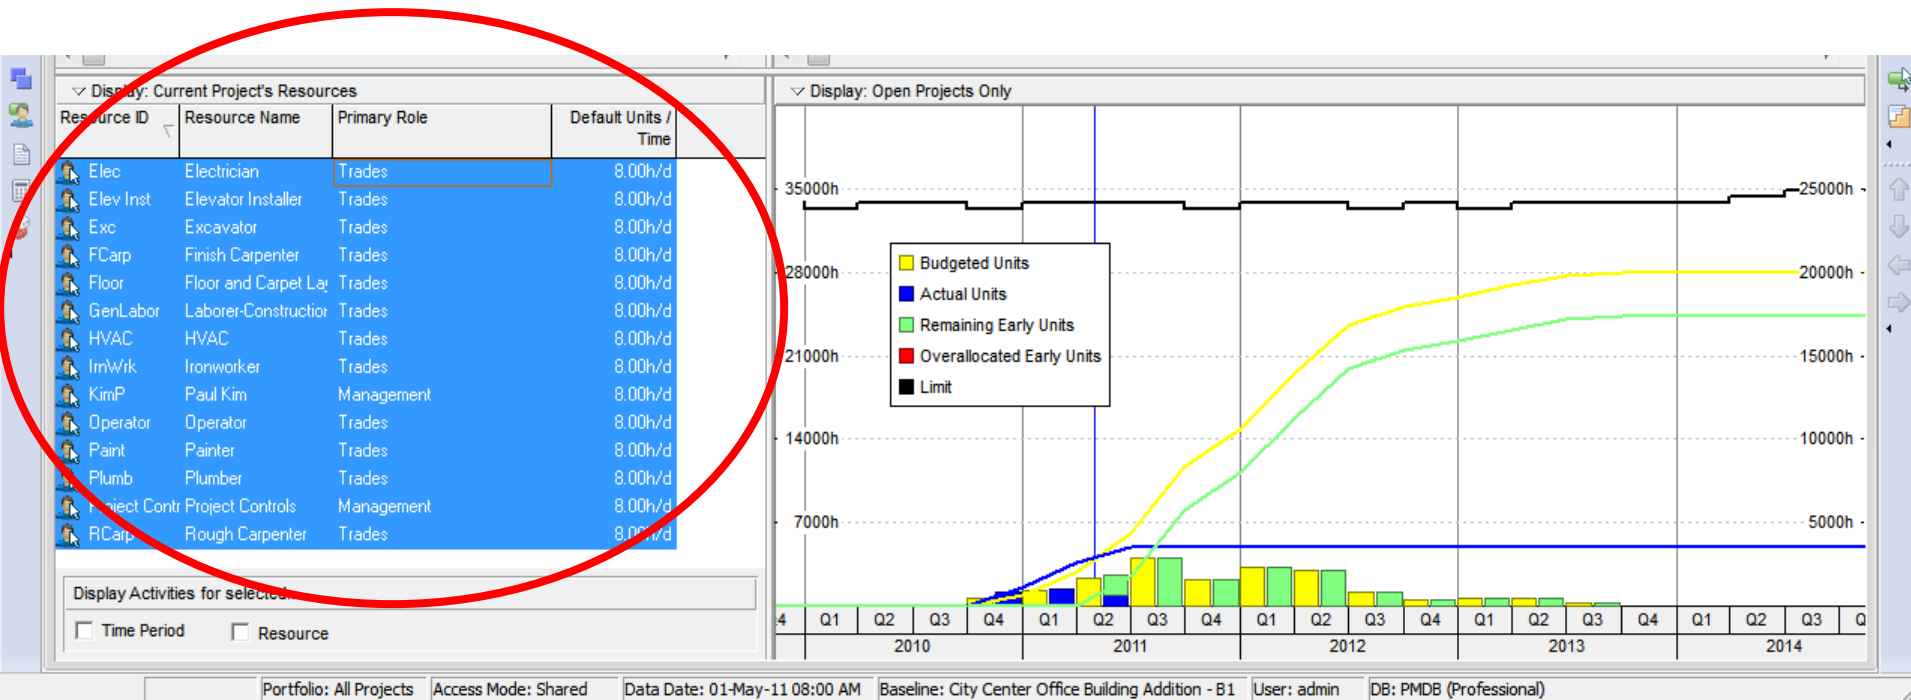 Display: Current Project's Resources
Resource ID Resource Name Primary Role Default Units / Time
Elec Electrician Trades 8.00h/d
Elev Inst Elevator Installer Trades 8.00h/d
Exc Excavator Trades 8.00h/d
FCarp Finish Carpenter Trades 8.00h/d
Floor Floor and Carpet Lay Trades 8.00h/d
GenLabor Laborer-Construction Trades 8.00h/d
HVAC HVAC Trades 8.00h/d
IrnWrk Ironworker Trades 8.00h/d
KimP Paul Kim Management 8.00h/d
Operator Operator Trades 8.00h/d
Paint Painter Trades 8.00h/d
Plumb Plumber Trades 8.00h/d
Project Contr Project Controls Management 8.00h/d
RCarp Rough Carpenter Trades 8.00h/d
Display Activities for selected...
Time Period Resource
Display: Open Projects Only
35000h 25000h
28000h 20000h
21000h 15000h
14000h 10000h
7000h 5000h
Budgeted Units
Actual Units
Remaining Early Units
Overallocated Early Units
Limit
4 Q1 Q2 Q3 Q4 Q1 Q2 Q3 Q4 Q1 Q2 Q3 Q4 Q1 Q2 Q3 Q4 Q1 Q2 Q3 Q
2010 2011 2012 2013 2014
Portfolio: All Projects Access Mode: Shared Data Date: 01-May-11 08:00 AM Baseline: City Center Office Building Addition - B1 User: admin DB: PMDB (Professional)